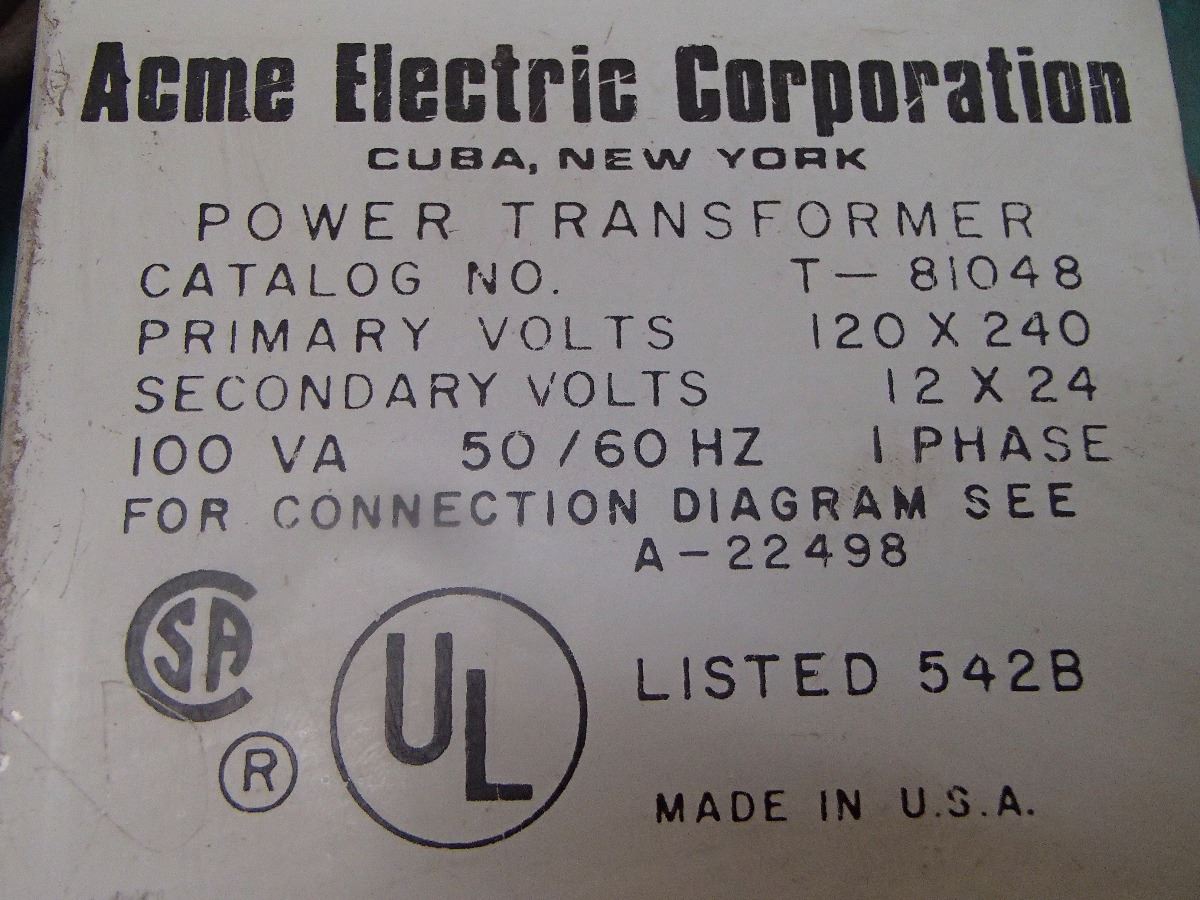 Acme Electric Corporation
CUBA, NEW YORK
POWER TRANSFORMER
CATALOG NO. T-81048
PRIMARY VOLTS 120 X 240
SECONDARY VOLTS 12 X 24
100 VA 50/60 HZ 1 PHASE
FOR CONNECTION DIAGRAM SEE
A-22498
CSA
UL
LISTED 542B
®
MADE IN U.S.A.